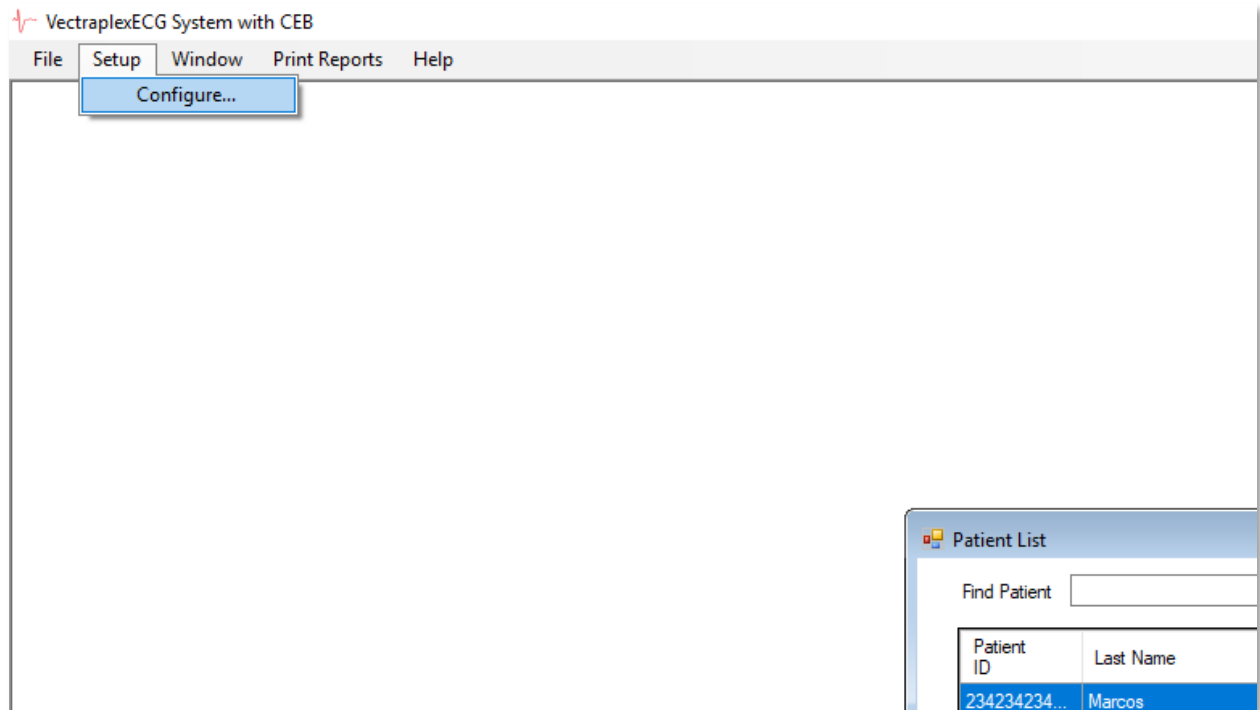 VectraplexECG System with CEB
File Setup Window Print Reports Help
Configure...
Patient List
Find Patient
Patient
ID
Last Name
234234234... Marcos